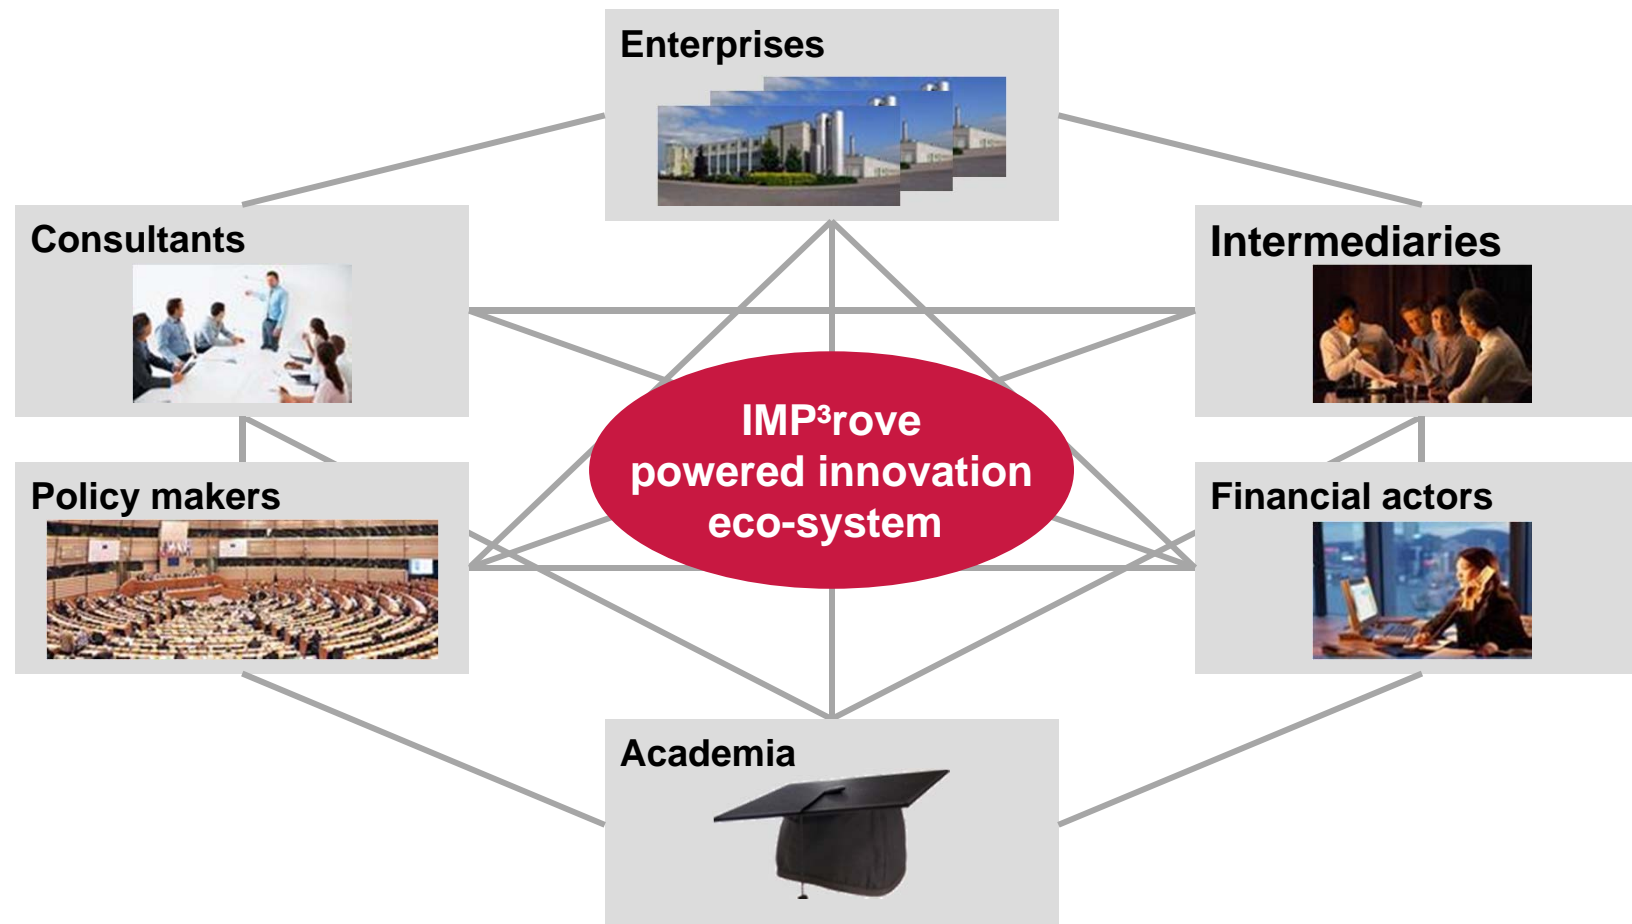 Enterprises
Consultants
Intermediaries
IMP³rove
powered innovation
eco-system
Policy makers
Financial actors
Academia